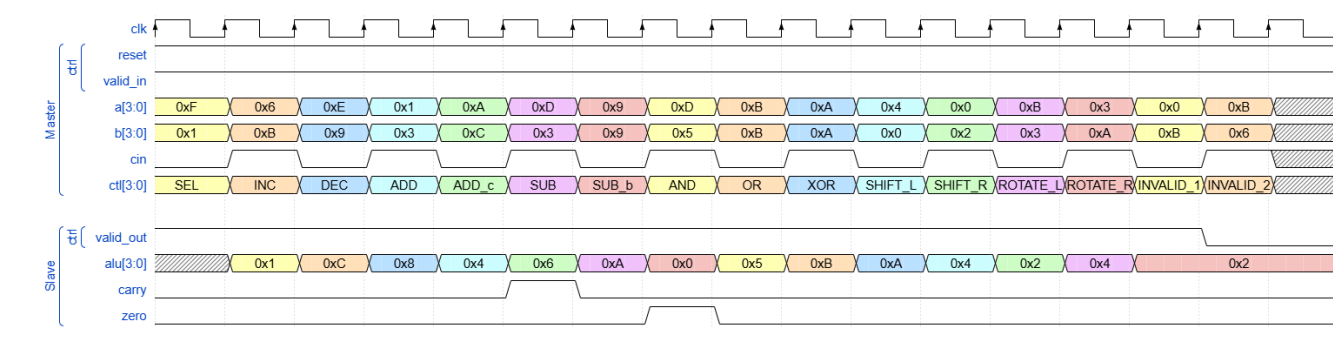 clk
reset
valid_in
a[3:0] 0xF 0x6 0xE 0x1 0xA 0xD 0x9 0xD 0xB 0xA 0x4 0x0 0xB 0x3 0x0 0xB
b[3:0] 0x1 0xB 0x9 0x3 0xC 0x3 0x9 0x5 0xB 0xA 0x0 0x2 0x3 0xA 0xB 0x6
cin
ctl[3:0] SEL INC DEC ADD ADD_c SUB SUB_b AND OR XOR SHIFT_L SHIFT_R ROTATE_L ROTATE_R INVALID_1 INVALID_2
ctrl
Master
valid_out
alu[3:0] 0x1 0xC 0x8 0x4 0x6 0xA 0x0 0x5 0xB 0xA 0x4 0x2 0x4 0x2
carry
zero
ctrl
Slave